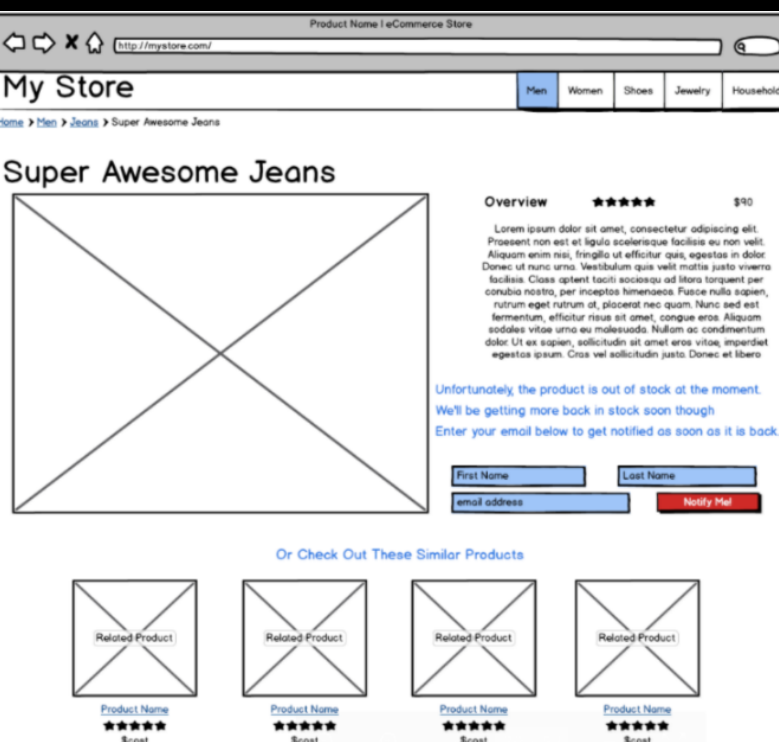 Product Name | eCommerce Store
http://mystore.com/
My Store
Men Women Shoes Jewelry Household
Home > Men > Jeans > Super Awesome Jeans
Super Awesome Jeans
Overview ★★★★★ $90
Lorem ipsum dolor sit amet, consectetur adipiscing elit.
Praesent non est et ligula scelerisque facilisis eu non velit.
Aliquam enim nisi, fringilla ut efficitur quis, egestas in dolor.
Donec ut nunc urna. Vestibulum quis velit mattis justo viverra
facilisis. Class aptent taciti sociosqu ad litora torquent per
conubia nostra, per inceptos himenaeos. Fusce nulla sapien,
rutrum eget rutrum at, placerat nec quam. Nunc sed est
fermentum, efficitur risus sit amet, congue eros. Aliquam
sodales vitae urna eu malesuada. Nullam ac condimentum
dolor. Ut ex sapien, sollicitudin sit amet eros vitae, imperdiet
egestas ipsum. Cras vel sollicitudin justo. Donec et libero
Unfortunately, the product is out of stock at the moment.
We'll be getting more back in stock soon though
Enter your email below to get notified as soon as it is back.
First Name Last Name
email address Notify Me!
Or Check Out These Similar Products
Related Product Related Product Related Product Related Product
Product Name Product Name Product Name Product Name
★★★★★ ★★★★★ ★★★★★ ★★★★★
$cost $cost $cost $cost